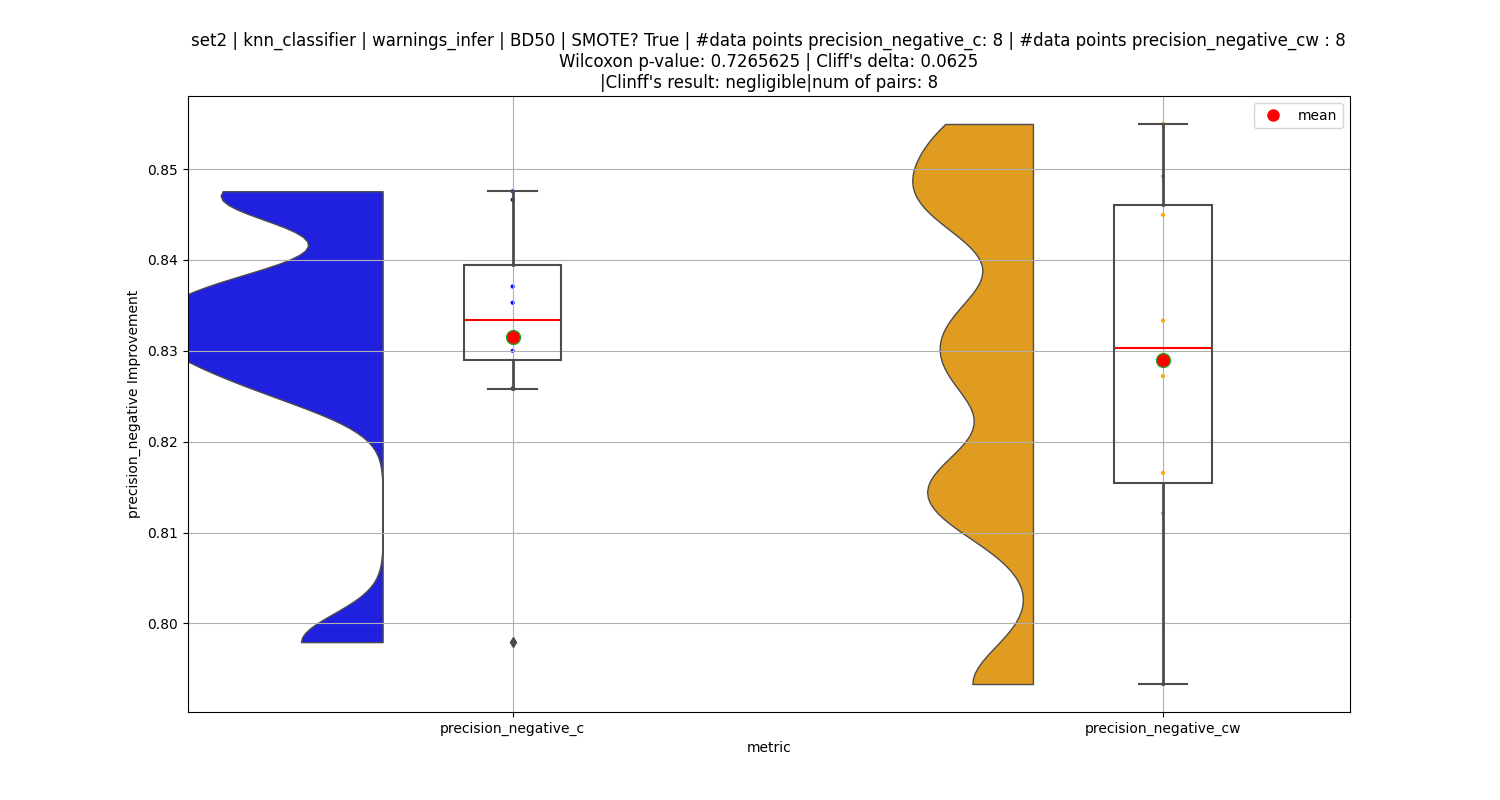 set2 | knn_classifier | warnings_infer | BD50 | SMOTE? True | #data points precision_negative_c: 8 | #data points precision_negative_cw : 8
Wilcoxon p-value: 0.7265625 | Cliff's delta: 0.0625
|Clinff's result: negligible|num of pairs: 8
mean
0.85
0.84
0.83
0.82
0.81
0.80
precision_negative Improvement
precision_negative_c
precision_negative_cw
metric